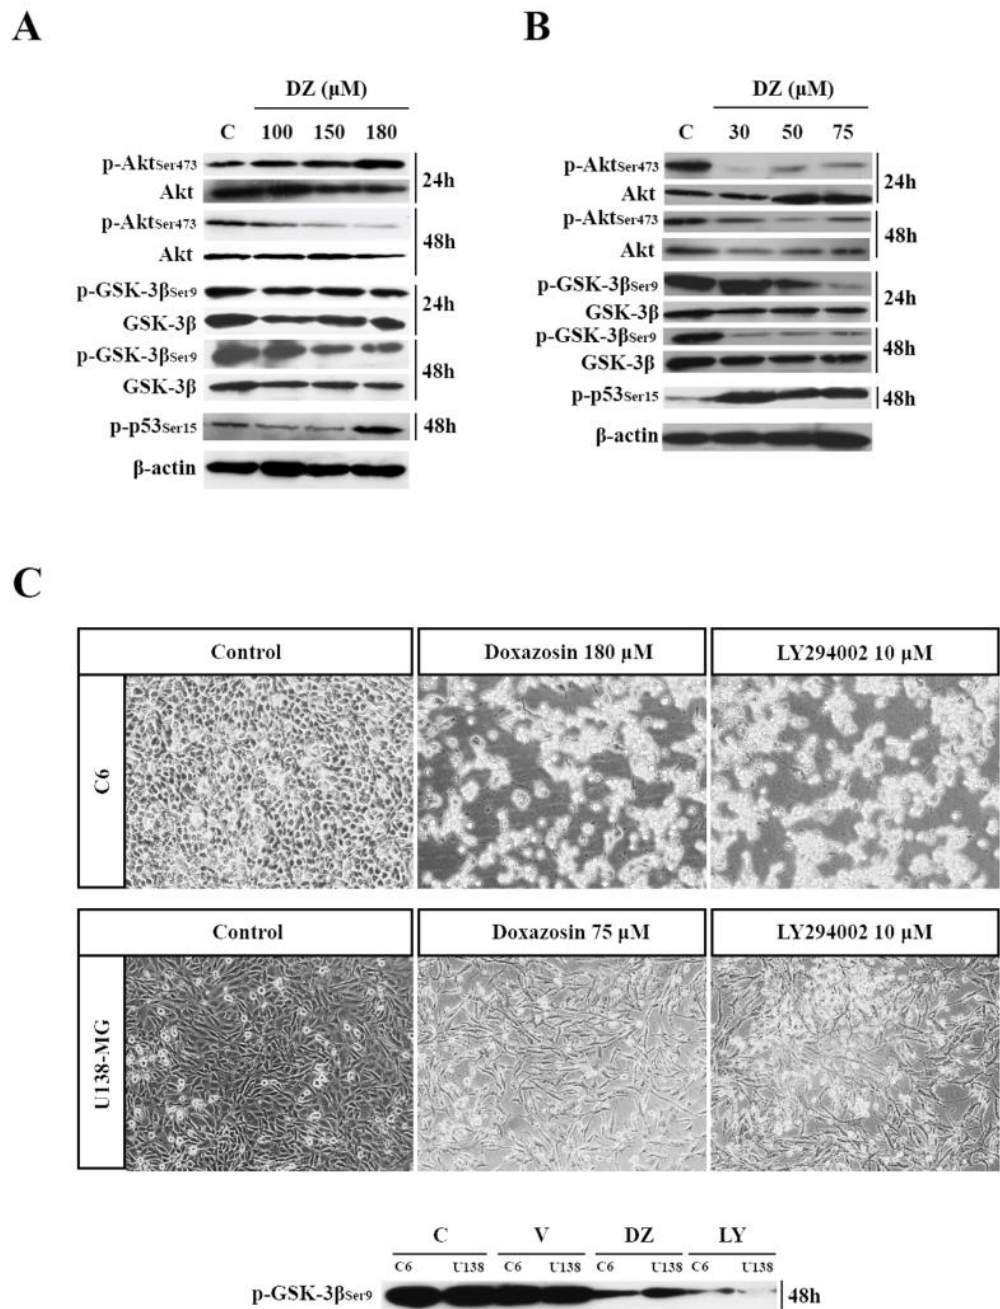 A
DZ (μM)
C 100 150 180
p-AktSer473
Akt
24h
p-AktSer473
Akt
48h
p-GSK-3βSer9
GSK-3β
24h
p-GSK-3βSer9
GSK-3β
48h
p-p53Ser15
48h
β-actin
B
DZ (μM)
C 30 50 75
p-AktSer473
Akt
24h
p-AktSer473
Akt
48h
p-GSK-3βSer9
GSK-3β
24h
p-GSK-3βSer9
GSK-3β
48h
p-p53Ser15
48h
β-actin
C
Control Doxazosin 180 μM LY294002 10 μM
C6
Control Doxazosin 75 μM LY294002 10 μM
U138-MG
C V DZ LY
C6 U138 C6 U138 C6 U138 C6 U138
p-GSK-3βSer9 48h